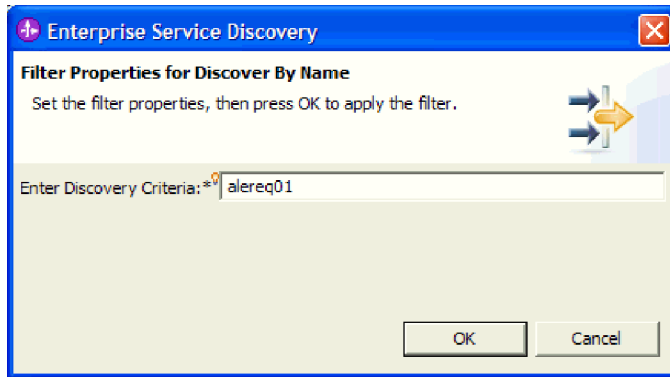 Enterprise Service Discovery
Filter Properties for Discover By Name
Set the filter properties, then press OK to apply the filter.
Enter Discovery Criteria:* alereq01
OK Cancel